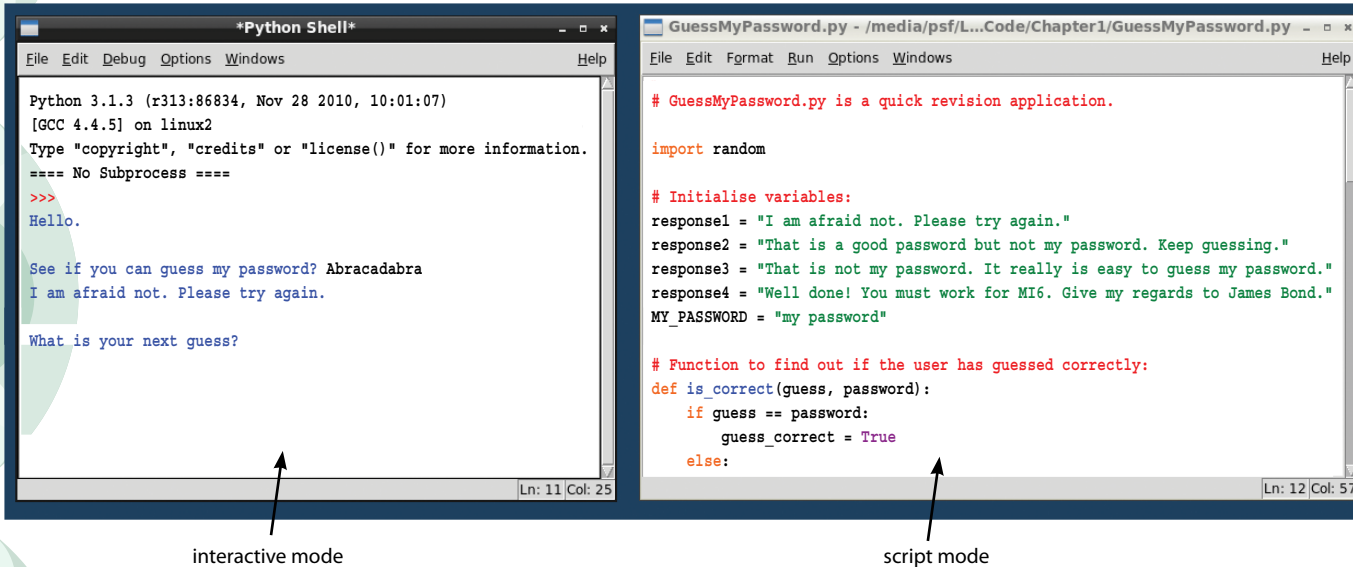 *Python Shell*
File Edit Debug Options Windows Help
Python 3.1.3 (r313:86834, Nov 28 2010, 10:01:07)
[GCC 4.4.5] on linux2
Type "copyright", "credits" or "license()" for more information.
==== No Subprocess ====
>>>
Hello.
See if you can guess my password? Abracadabra
I am afraid not. Please try again.
What is your next guess?
Ln: 11 Col: 25
interactive mode
GuessMyPassword.py - /media/psf/L...Code/Chapter1/GuessMyPassword.py
File Edit Format Run Options Windows Help
# GuessMyPassword.py is a quick revision application.
import random
# Initialise variables:
response1 = "I am afraid not. Please try again."
response2 = "That is a good password but not my password. Keep guessing."
response3 = "That is not my password. It really is easy to guess my password."
response4 = "Well done! You must work for MI6. Give my regards to James Bond."
MY_PASSWORD = "my password"
# Function to find out if the user has guessed correctly:
def is_correct(guess, password):
    if guess == password:
        guess_correct = True
    else:
Ln: 12 Col: 57
script mode